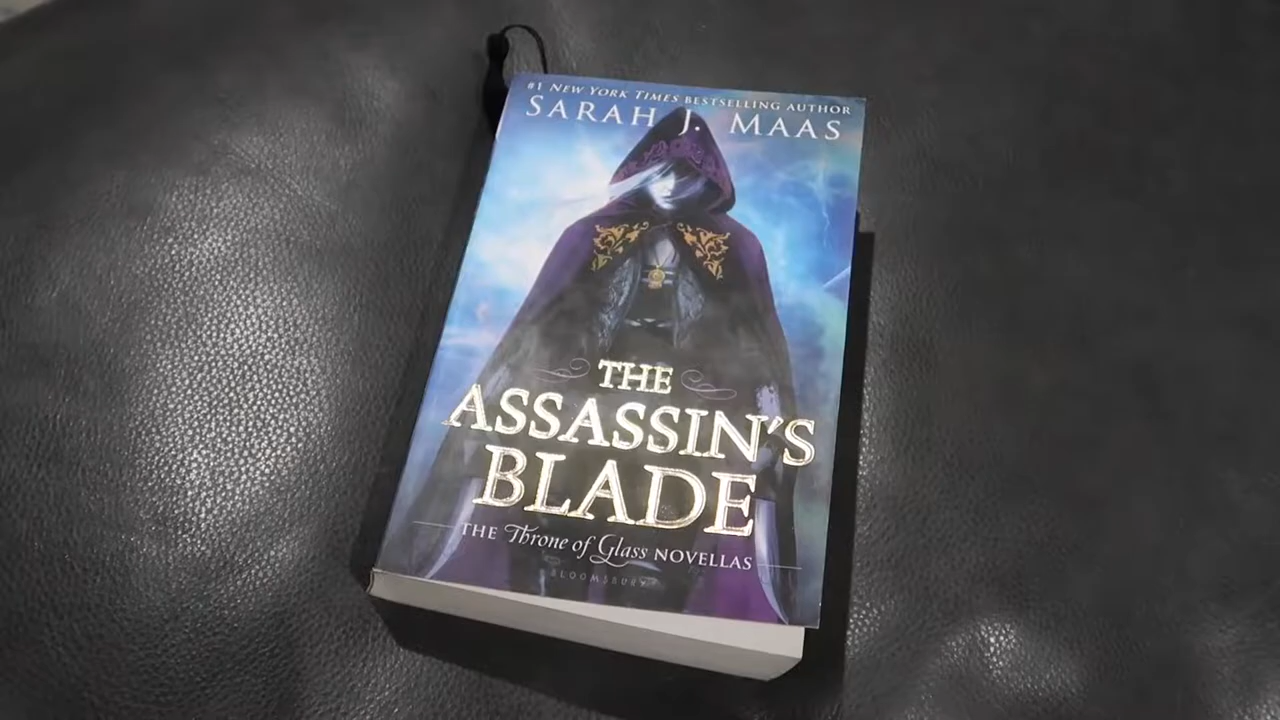 #1 NEW YORK TIMES BESTSELLING AUTHOR
SARAH J. MAAS
THE
ASSASSIN'S
BLADE
THE Throne of Glass NOVELLAS
BLOOMSBURY